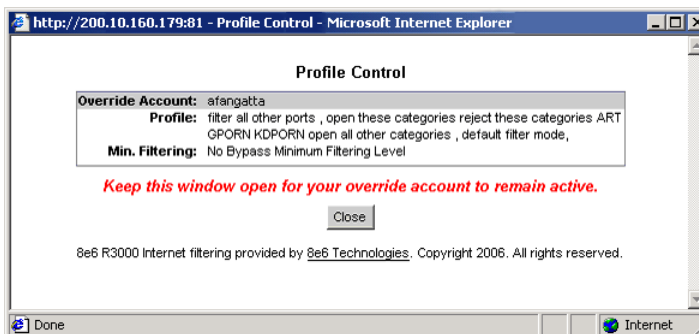 http://200.10.160.179:81 - Profile Control - Microsoft Internet Explorer
Profile Control
Override Account: afangatta
Profile: filter all other ports , open these categories reject these categories ART
GPORN KDPORN open all other categories , default filter mode,
Min. Filtering: No Bypass Minimum Filtering Level
Keep this window open for your override account to remain active.
Close
8e6 R3000 Internet filtering provided by 8e6 Technologies. Copyright 2006. All rights reserved.
Done
Internet